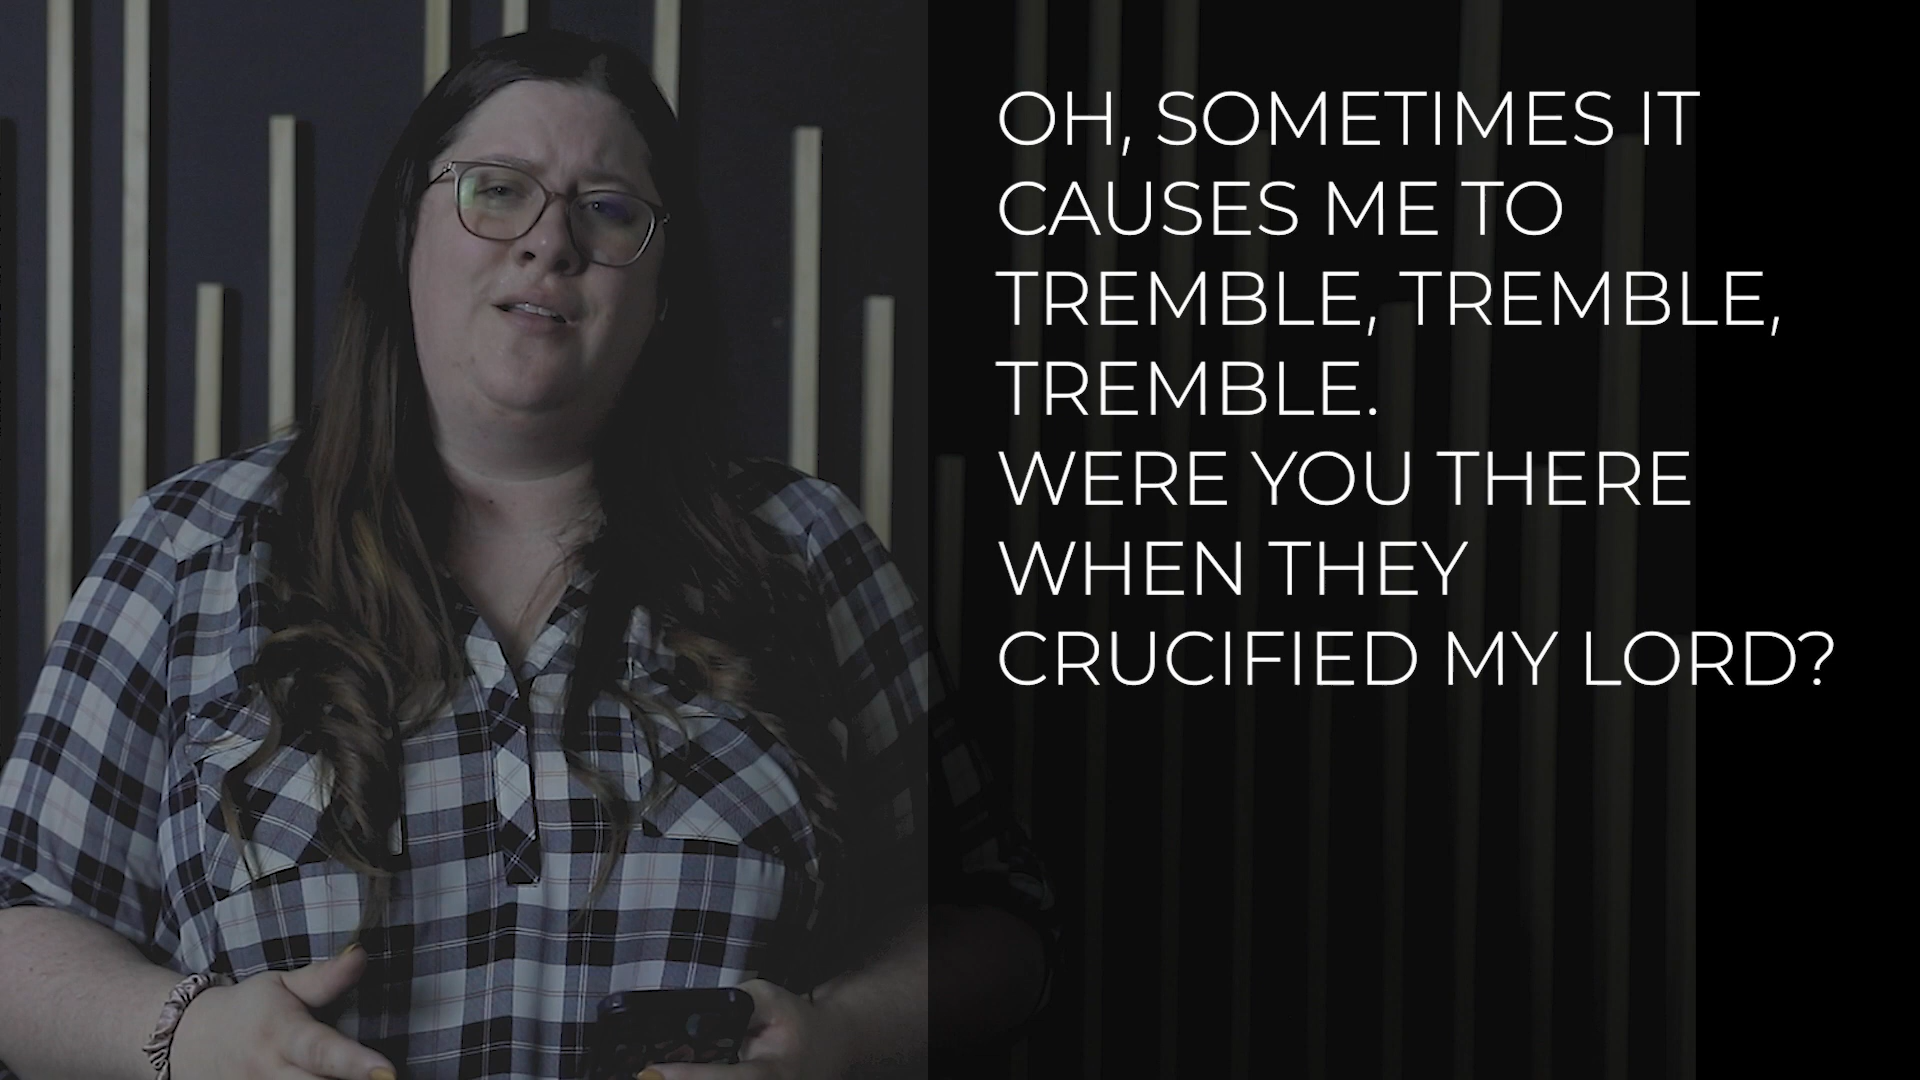 OH, SOMETIMES IT
CAUSES ME TO
TREMBLE, TREMBLE,
TREMBLE.
WERE YOU THERE
WHEN THEY
CRUCIFIED MY LORD?